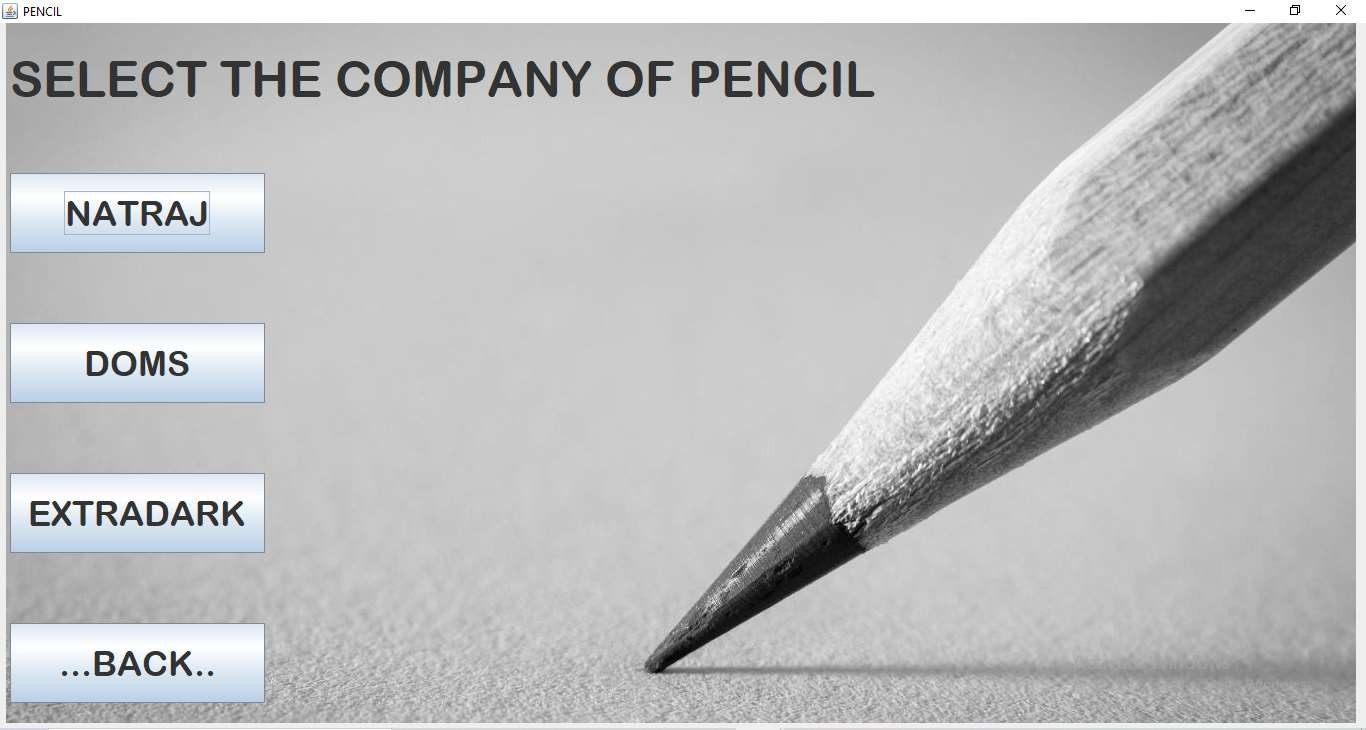 PENCIL
SELECT THE COMPANY OF PENCIL
NATRAJ
DOMS
EXTRADARK
...BACK..